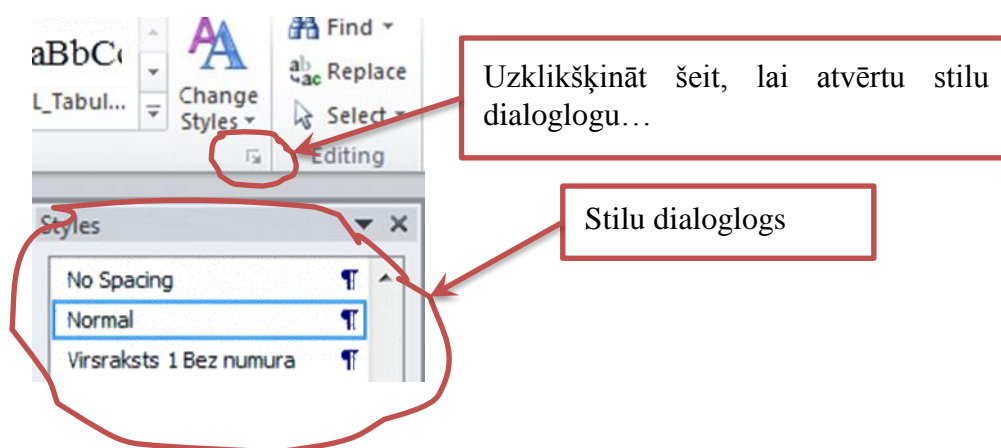 aBbC
L_Tabul...
Change
Styles
Find
Replace
Select
Editing
Uzklikšķināt šeit, lai atvērtu stilu
dialoglogu…
Styles
Stilu dialoglogs
No Spacing
Normal
Virsraksts 1 Bez numura